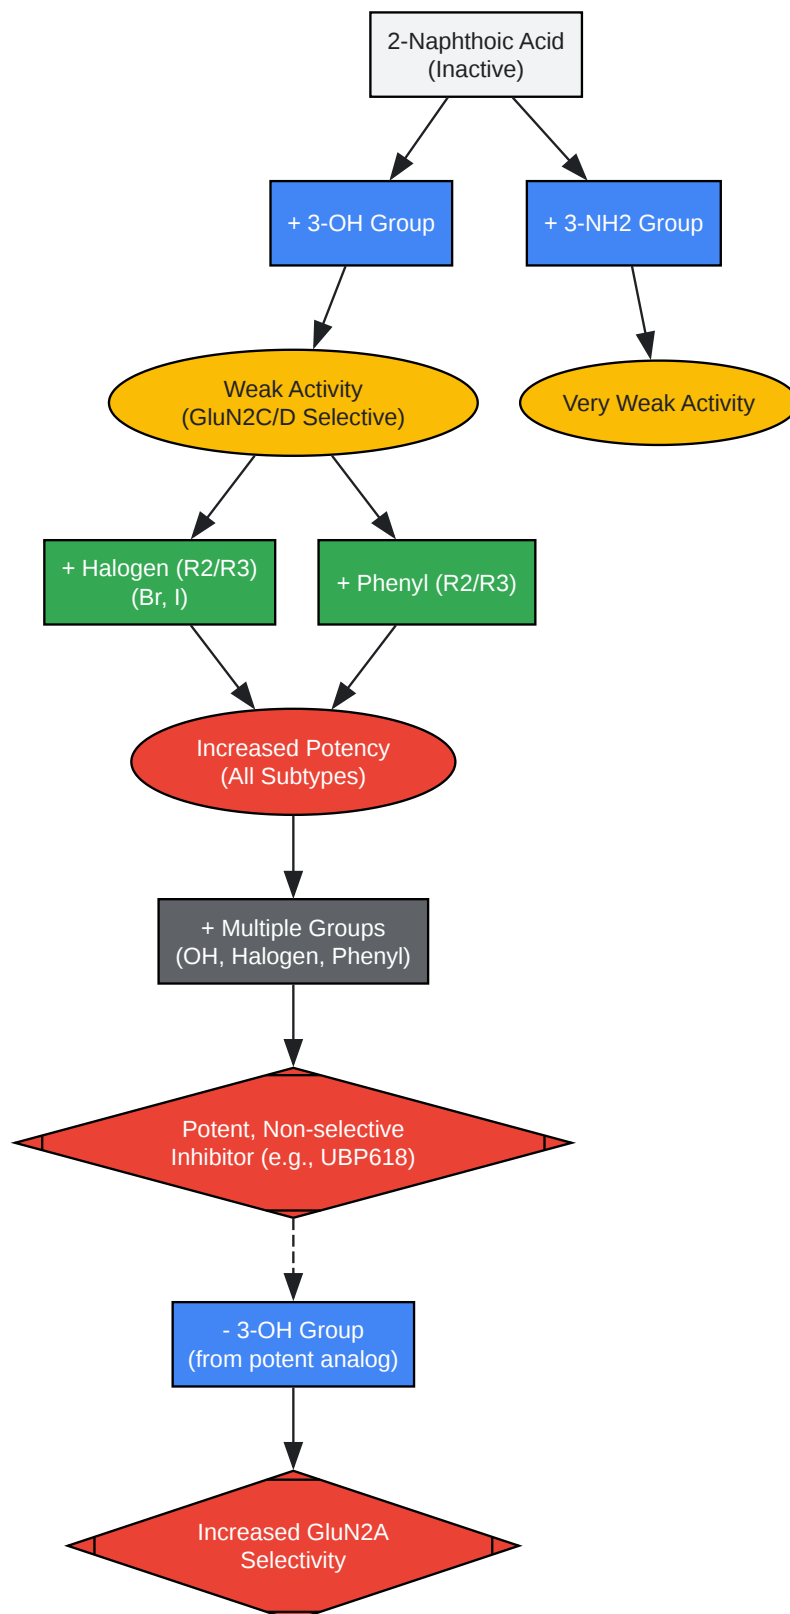 2-Naphthoic Acid
(Inactive)
+ 3-OH Group
+ 3-NH2 Group
Weak Activity
(GluN2C/D Selective)
Very Weak Activity
+ Halogen (R2/R3)
(Br, I)
+ Phenyl (R2/R3)
Increased Potency
(All Subtypes)
+ Multiple Groups
(OH, Halogen, Phenyl)
Potent, Non-selective
Inhibitor (e.g., UBP618)
- 3-OH Group
(from potent analog)
Increased GluN2A
Selectivity